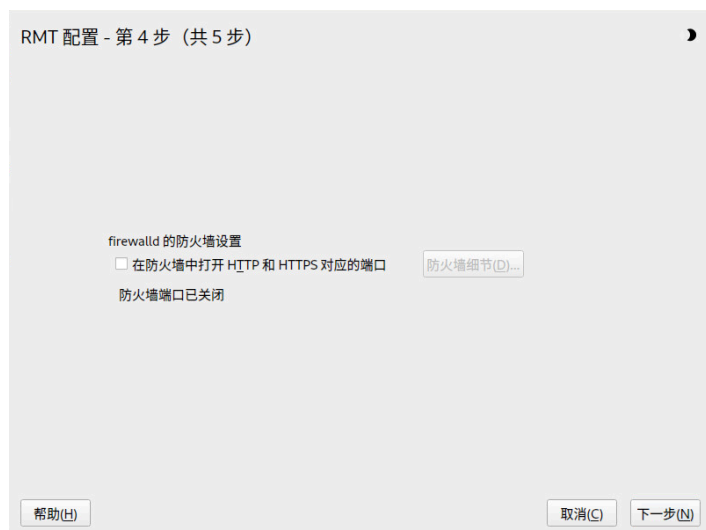 RMT 配置 - 第 4 步（共 5 步）
firewalld 的防火墙设置
在防火墙中打开 HTTP 和 HTTPS 对应的端口
防火墙细节(D)...
防火墙端口已关闭
帮助(H)
取消(C)
下一步(N)